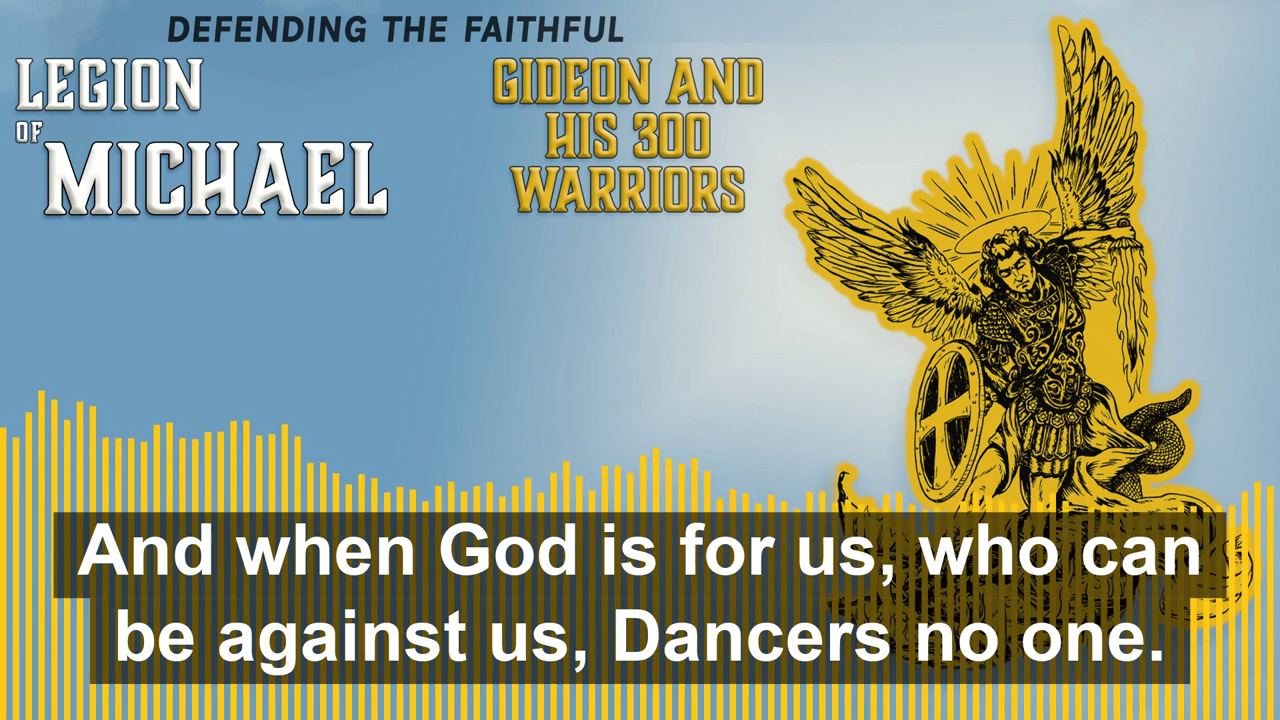 DEFENDING THE FAITHFUL
LEGION
OF
MICHAEL
GIDEON AND
HIS 300
WARRIORS
And when God is for us, who can
be against us, Dancers no one.